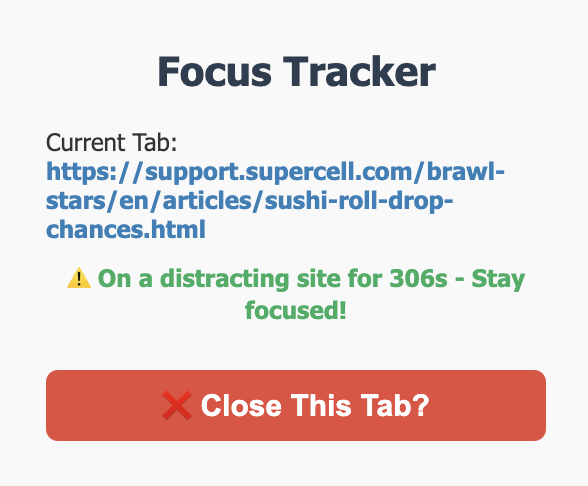 Focus Tracker
Current Tab:
https://support.supercell.com/brawl-
stars/en/articles/sushi-roll-drop-
chances.html
⚠️ On a distracting site for 306s - Stay
focused!
❌ Close This Tab?